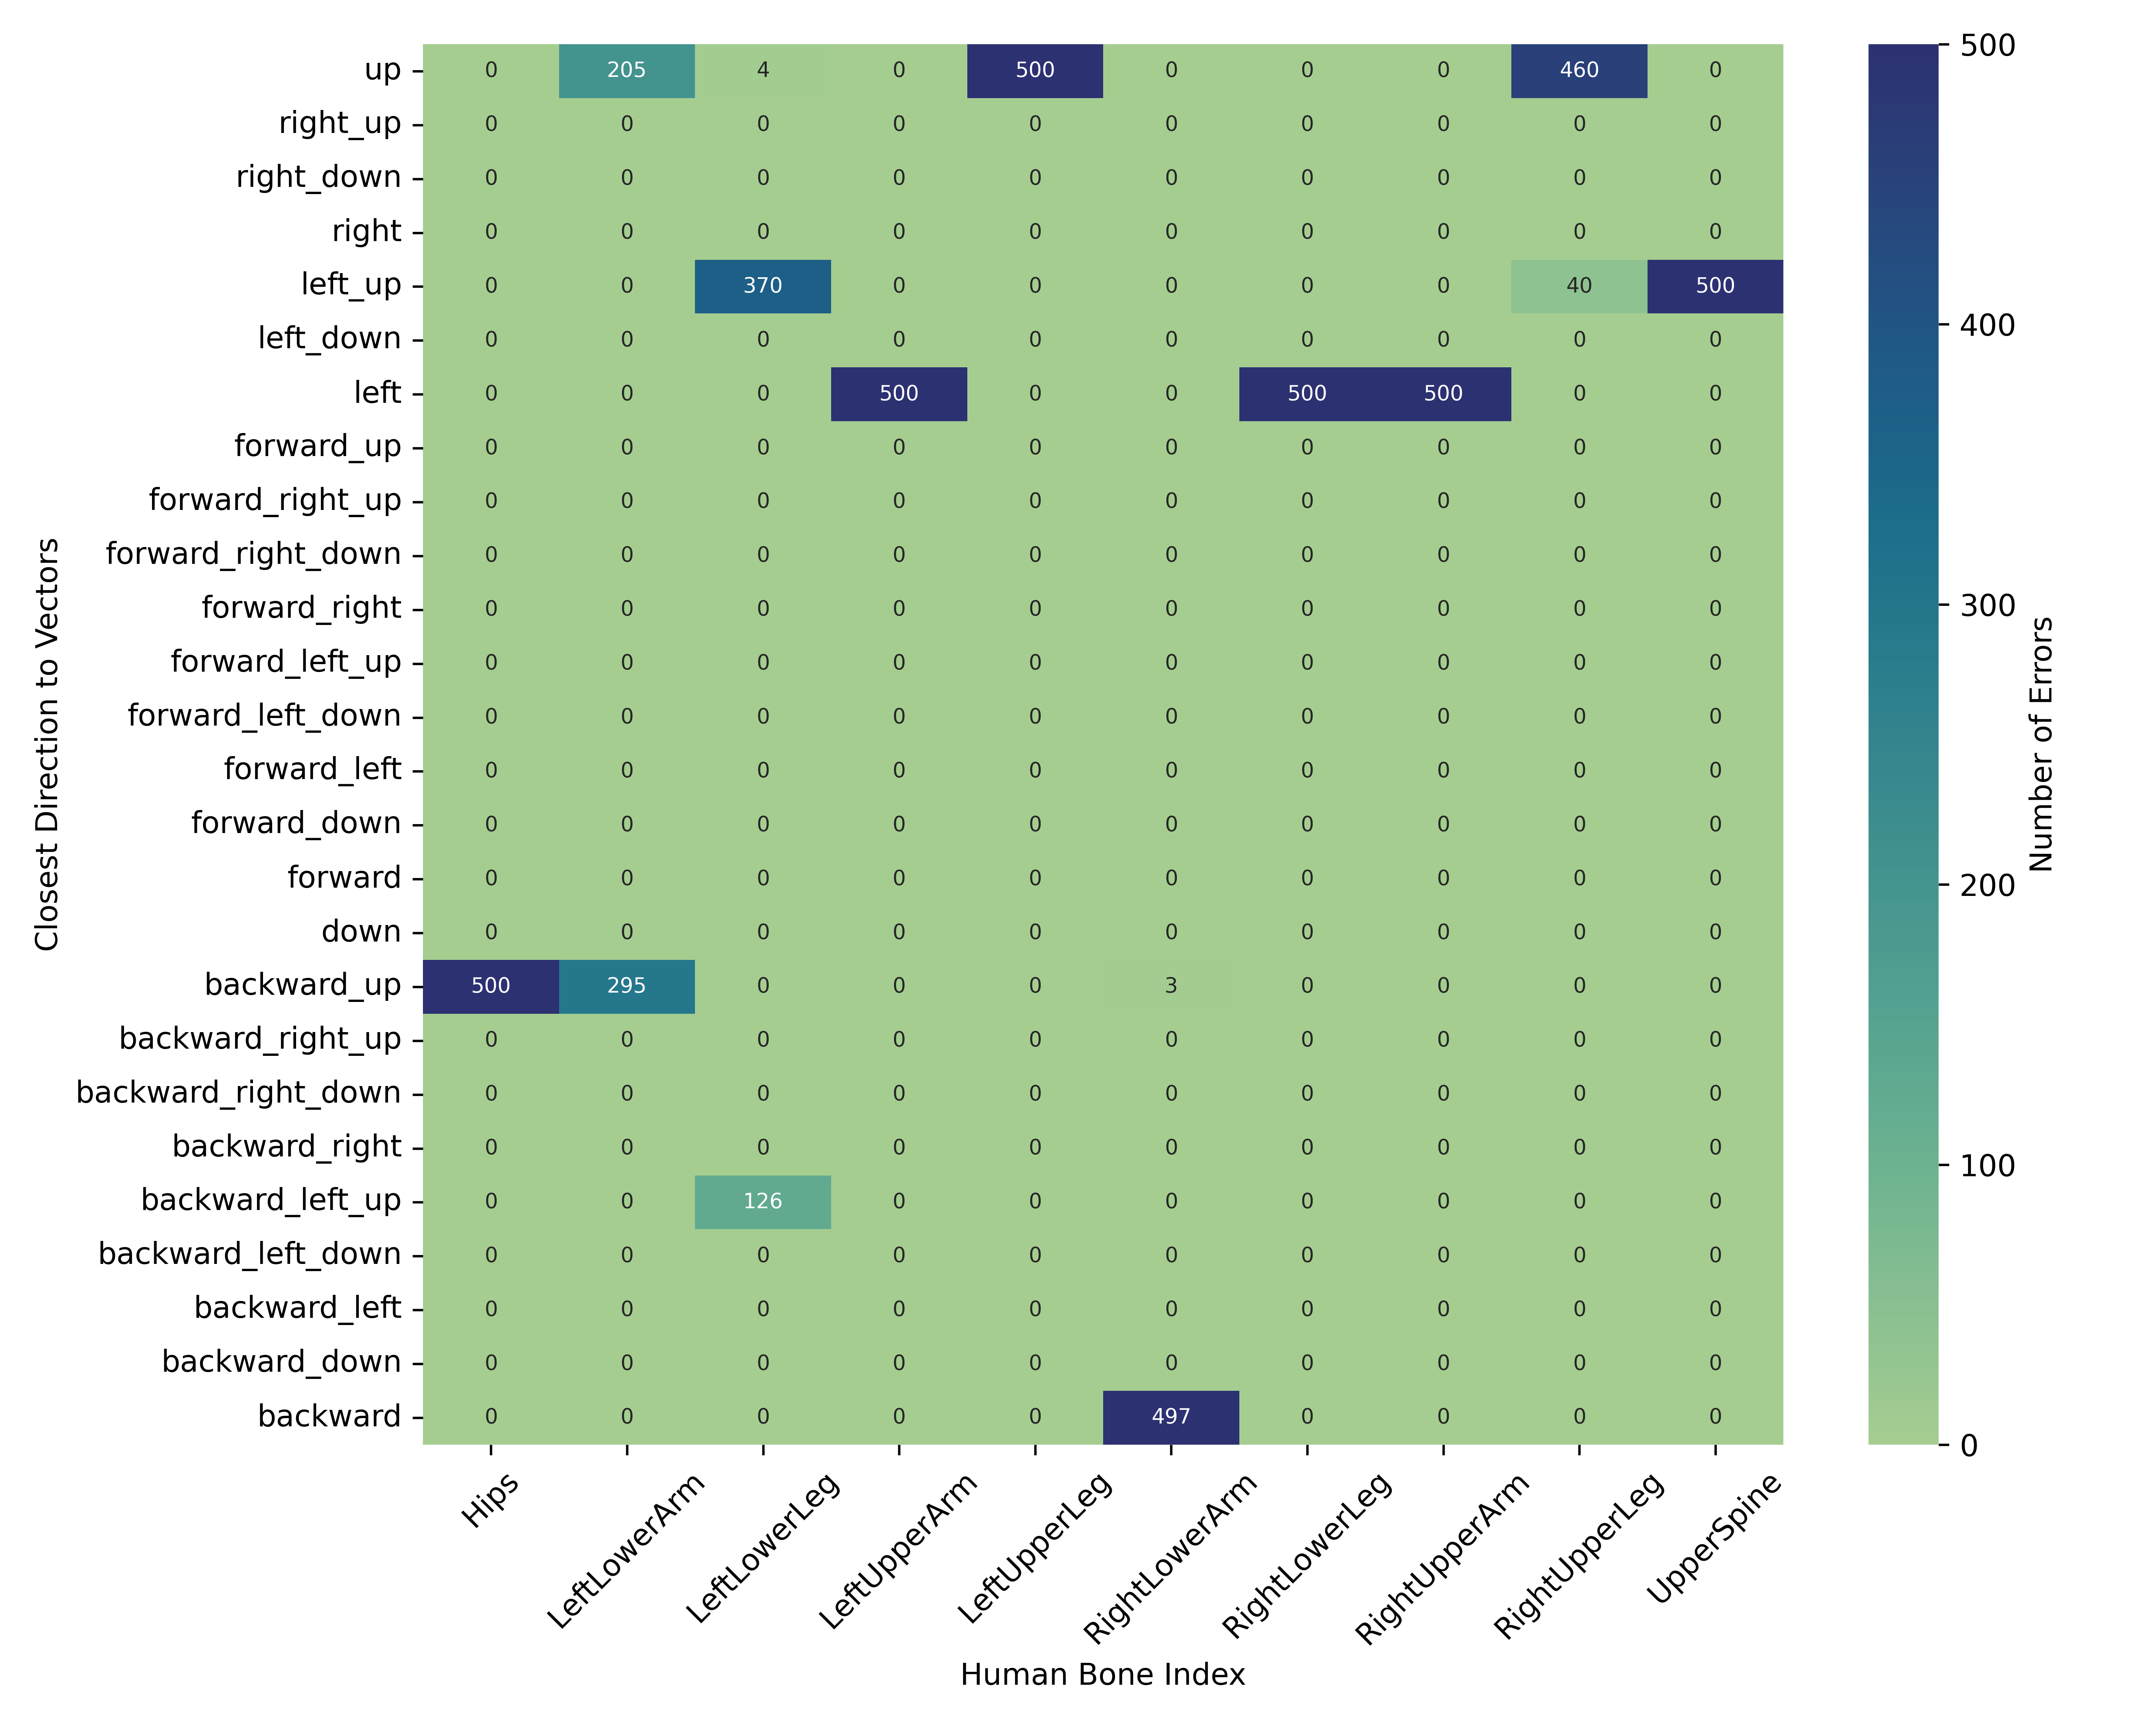 up 0 205 4 0 500 0 0 0 460 0
right_up 0 0 0 0 0 0 0 0 0 0
right_down 0 0 0 0 0 0 0 0 0 0
right 0 0 0 0 0 0 0 0 0 0
left_up 0 0 370 0 0 0 0 0 40 500
left_down 0 0 0 0 0 0 0 0 0 0
left 0 0 0 500 0 0 500 500 0 0
forward_up 0 0 0 0 0 0 0 0 0 0
forward_right_up 0 0 0 0 0 0 0 0 0 0
forward_right_down 0 0 0 0 0 0 0 0 0 0
forward_right 0 0 0 0 0 0 0 0 0 0
forward_left_up 0 0 0 0 0 0 0 0 0 0
forward_left_down 0 0 0 0 0 0 0 0 0 0
forward_left 0 0 0 0 0 0 0 0 0 0
forward_down 0 0 0 0 0 0 0 0 0 0
forward 0 0 0 0 0 0 0 0 0 0
down 0 0 0 0 0 0 0 0 0 0
backward_up 500 295 0 0 0 3 0 0 0 0
backward_right_up 0 0 0 0 0 0 0 0 0 0
backward_right_down 0 0 0 0 0 0 0 0 0 0
backward_right 0 0 0 0 0 0 0 0 0 0
backward_left_up 0 0 126 0 0 0 0 0 0 0
backward_left_down 0 0 0 0 0 0 0 0 0 0
backward_left 0 0 0 0 0 0 0 0 0 0
backward_down 0 0 0 0 0 0 0 0 0 0
backward 0 0 0 0 0 497 0 0 0 0
Hips LeftLowerArm LeftLowerLeg LeftUpperArm LeftUpperLeg RightLowerArm RightLowerLeg RightUpperArm RightUpperLeg UpperSpine
Human Bone Index
Closest Direction to Vectors
500
400
300
200
100
0
Number of Errors